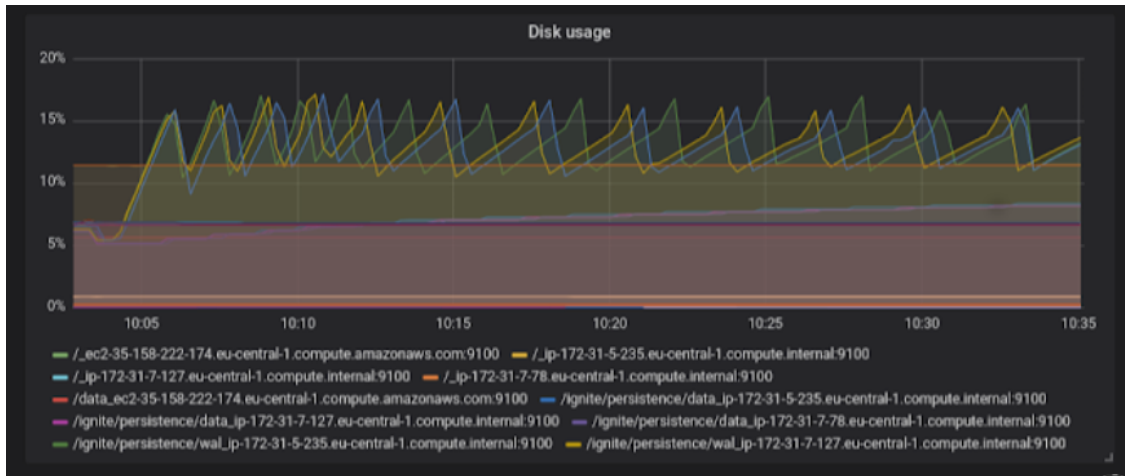 Disk usage
20%
15%
10%
5%
0%
10:05 10:10 10:15 10:20 10:25 10:30 10:35
/_ec2-35-158-222-174.eu-central-1.compute.amazonaws.com:9100 /_ip-172-31-5-235.eu-central-1.compute.internal:9100
/_ip-172-31-7-127.eu-central-1.compute.internal:9100 /_ip-172-31-7-78.eu-central-1.compute.internal:9100
/data_ec2-35-158-222-174.eu-central-1.compute.amazonaws.com:9100 /ignite/persistence/data_ip-172-31-5-235.eu-central-1.compute.internal:9100
/ignite/persistence/data_ip-172-31-7-127.eu-central-1.compute.internal:9100 /ignite/persistence/data_ip-172-31-7-78.eu-central-1.compute.internal:9100
/ignite/persistence/wal_ip-172-31-5-235.eu-central-1.compute.internal:9100 /ignite/persistence/wal_ip-172-31-7-127.eu-central-1.compute.internal:9100